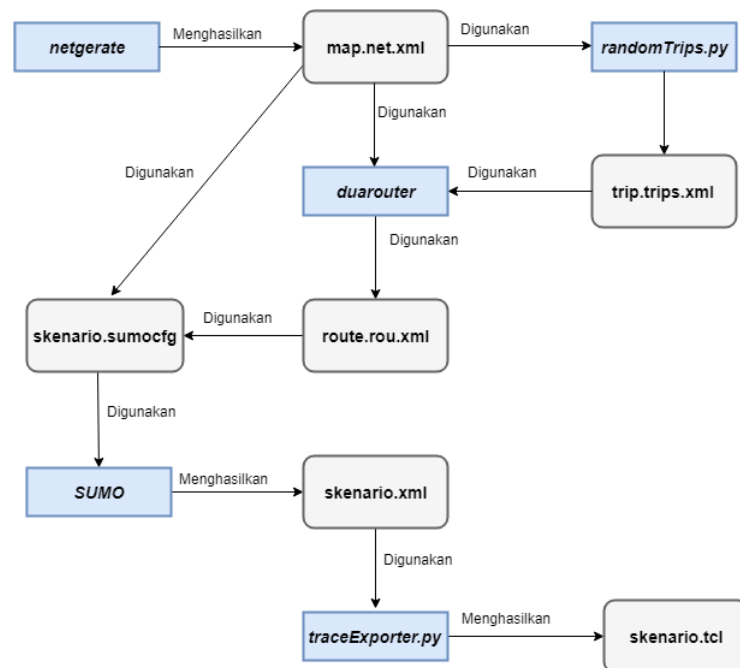 netgerate
Menghasilkan
map.net.xml
Digunakan
randomTrips.py
Digunakan
Digunakan
duarouter
Digunakan
trip.trips.xml
Digunakan
skenario.sumocfg
Digunakan
route.rou.xml
Digunakan
SUMO
Menghasilkan
skenario.xml
Digunakan
traceExporter.py
Menghasilkan
skenario.tcl